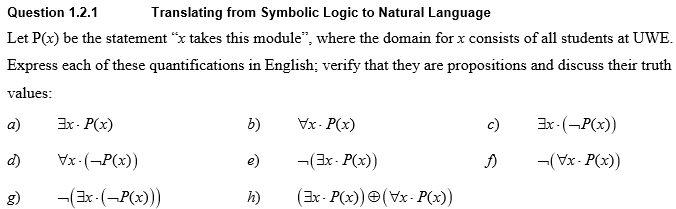 Question 1.2.1 Translating from Symbolic Logic to Natural Language
Let P(x) be the statement “x takes this module”, where the domain for x consists of all students at UWE.
Express each of these quantifications in English; verify that they are propositions and discuss their truth
values:
a) ∃x · P(x) b) ∀x · P(x) c) ∃x · (¬P(x))
d) ∀x · (¬P(x)) e) ¬(∃x · P(x)) f) ¬(∀x · P(x))
g) ¬(∃x · (¬P(x))) h) (∃x · P(x)) ⊕ (∀x · P(x))